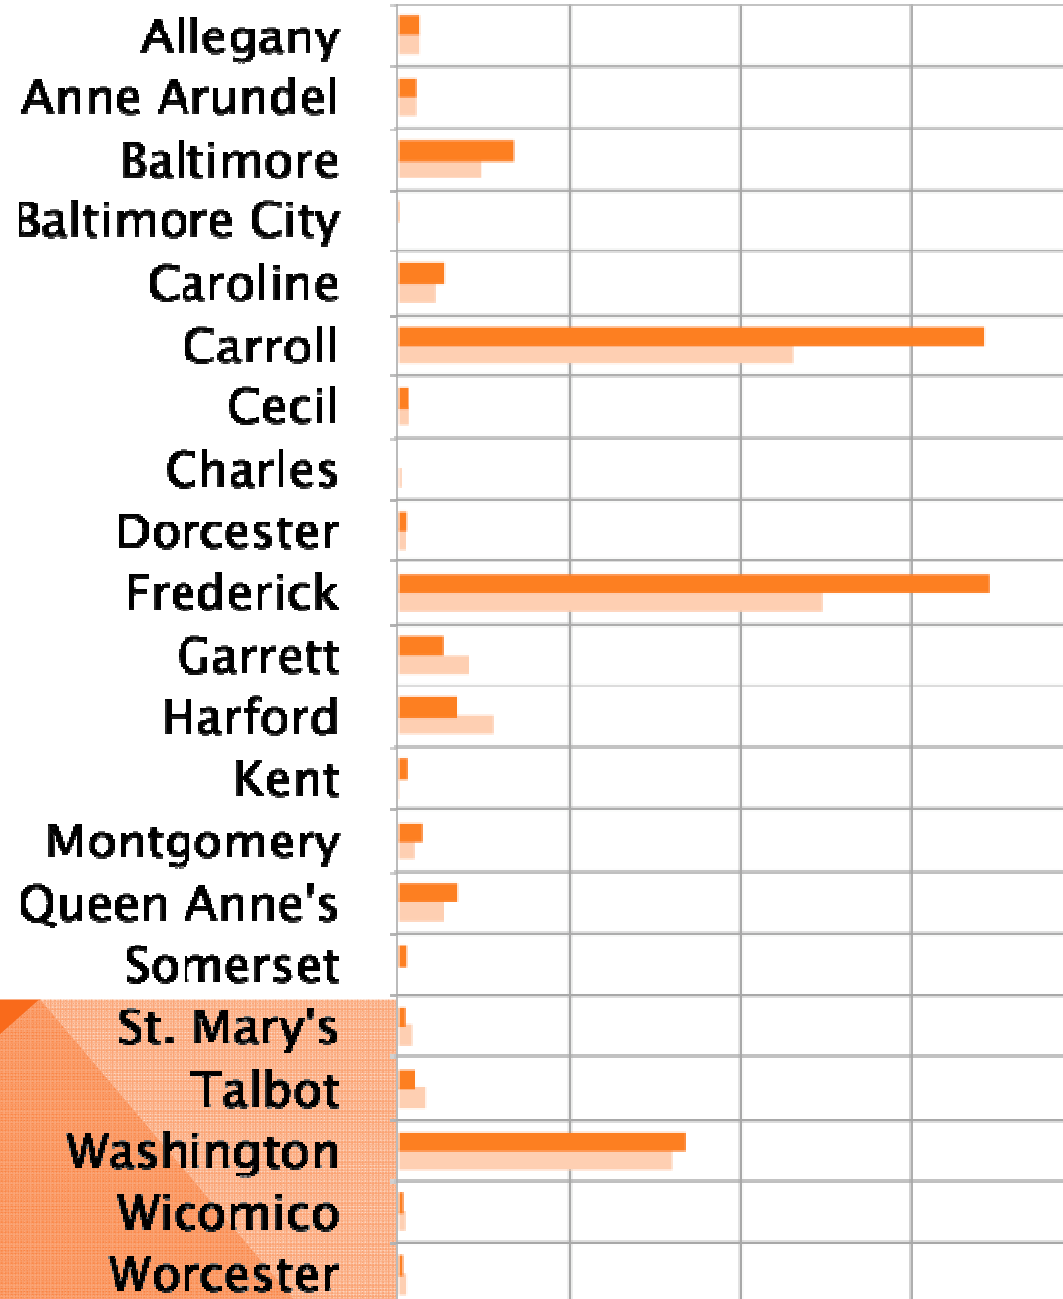 Allegany
Anne Arundel
Baltimore
Baltimore City
Caroline
Carroll
Cecil
Charles
Dorcester
Frederick
Garrett
Harford
Kent
Montgomery
Queen Anne's
Somerset
St. Mary's
Talbot
Washington
Wicomico
Worcester